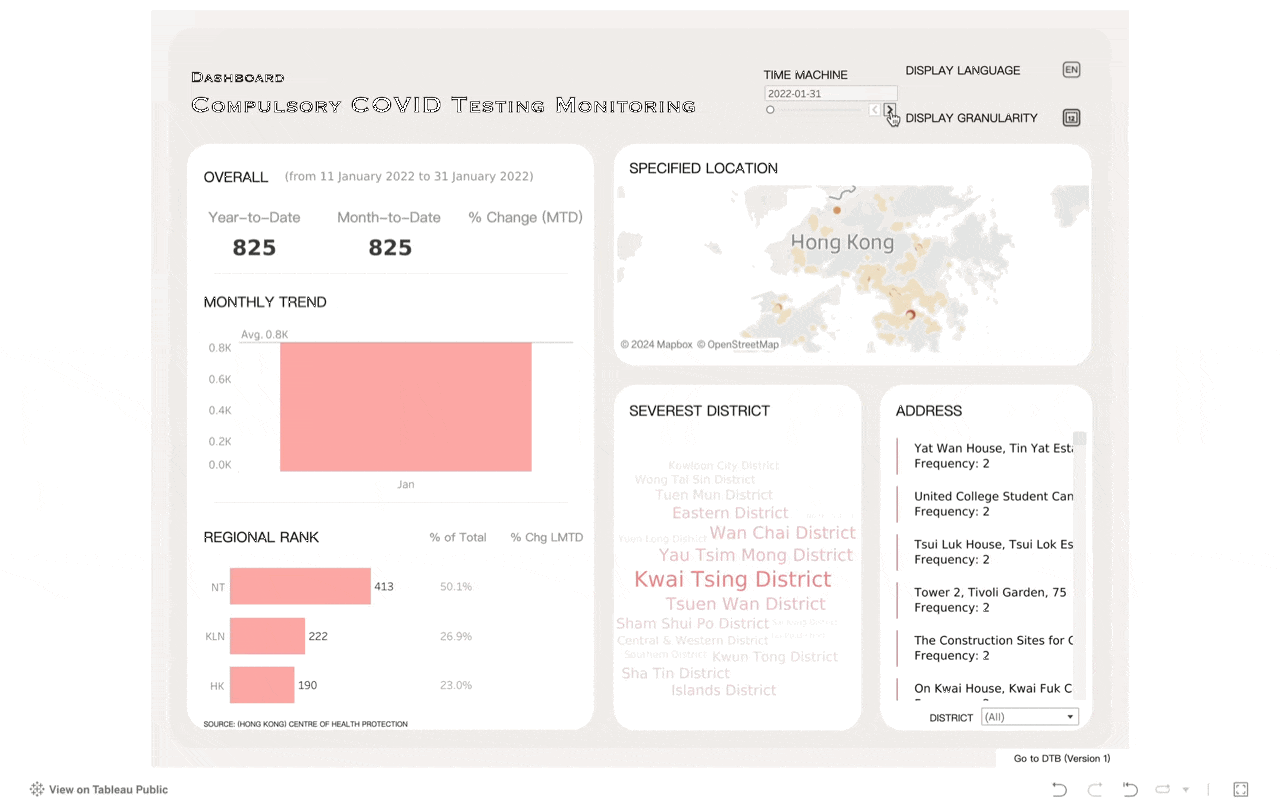 Dashboard
Compulsory COVID Testing Monitoring
TIME MACHINE
2022-01-31
DISPLAY LANGUAGE
EN
DISPLAY GRANULARITY
12
OVERALL (from 11 January 2022 to 31 January 2022)
Year-to-Date Month-to-Date % Change (MTD)
825 825
MONTHLY TREND
Avg. 0.8K
0.8K
0.6K
0.4K
0.2K
0.0K
Jan
REGIONAL RANK % of Total % Chg LMTD
NT 413 50.1%
KLN 222 26.9%
HK 190 23.0%
SOURCE: (HONG KONG) CENTRE OF HEALTH PROTECTION
SPECIFIED LOCATION
Hong Kong
© 2024 Mapbox © OpenStreetMap
SEVEREST DISTRICT
Kowloon City District
Wong Tai Sin District
Tuen Mun District
Eastern District
Yuen Long District Wan Chai District
Yau Tsim Mong District
Kwai Tsing District
Tsuen Wan District
Sham Shui Po District
Central & Western District
Southern District Kwun Tong District
Sha Tin District
Islands District
ADDRESS
Yat Wan House, Tin Yat Esta
Frequency: 2
United College Student Can
Frequency: 2
Tsui Luk House, Tsui Lok Es
Frequency: 2
Tower 2, Tivoli Garden, 75
Frequency: 2
The Construction Sites for C
Frequency: 2
On Kwai House, Kwai Fuk C
DISTRICT (All)
Go to DTB (Version 1)
View on Tableau Public